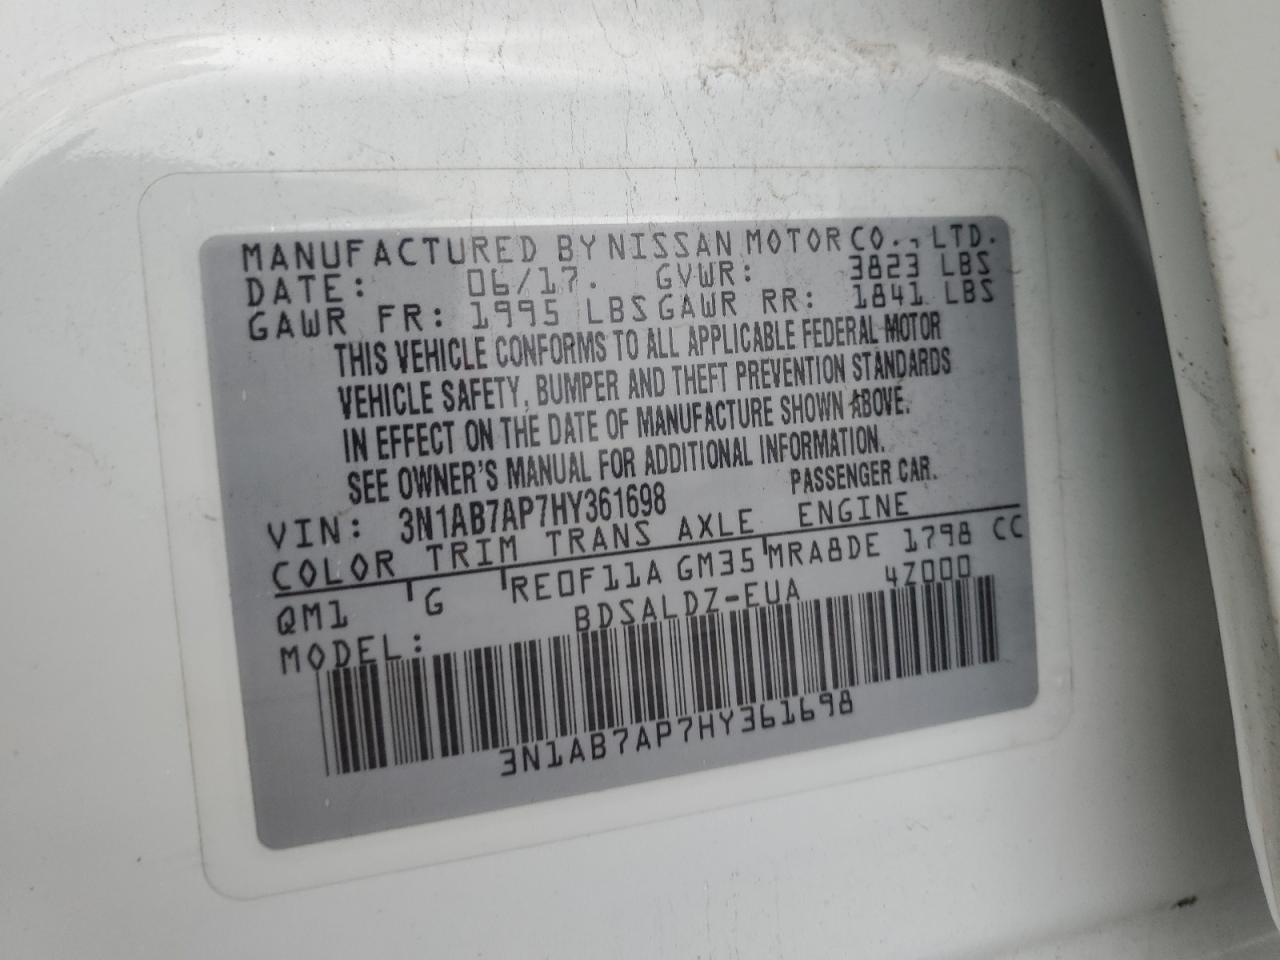 MANUFACTURED BY NISSAN MOTOR CO., LTD.
DATE: 06/17. GVWR: 3823 LBS
GAWR FR: 1995 LBS GAWR RR: 1841 LBS
THIS VEHICLE CONFORMS TO ALL APPLICABLE FEDERAL MOTOR
VEHICLE SAFETY, BUMPER AND THEFT PREVENTION STANDARDS
IN EFFECT ON THE DATE OF MANUFACTURE SHOWN ABOVE.
SEE OWNER'S MANUAL FOR ADDITIONAL INFORMATION.
VIN: 3N1AB7AP7HY361698 PASSENGER CAR.
COLOR TRIM TRANS AXLE ENGINE
QM1 G RE0F11A GM35 MRA8DE 1798 CC
MODEL: BDSALDZ-EUA 4Z000
3N1AB7AP7HY361698